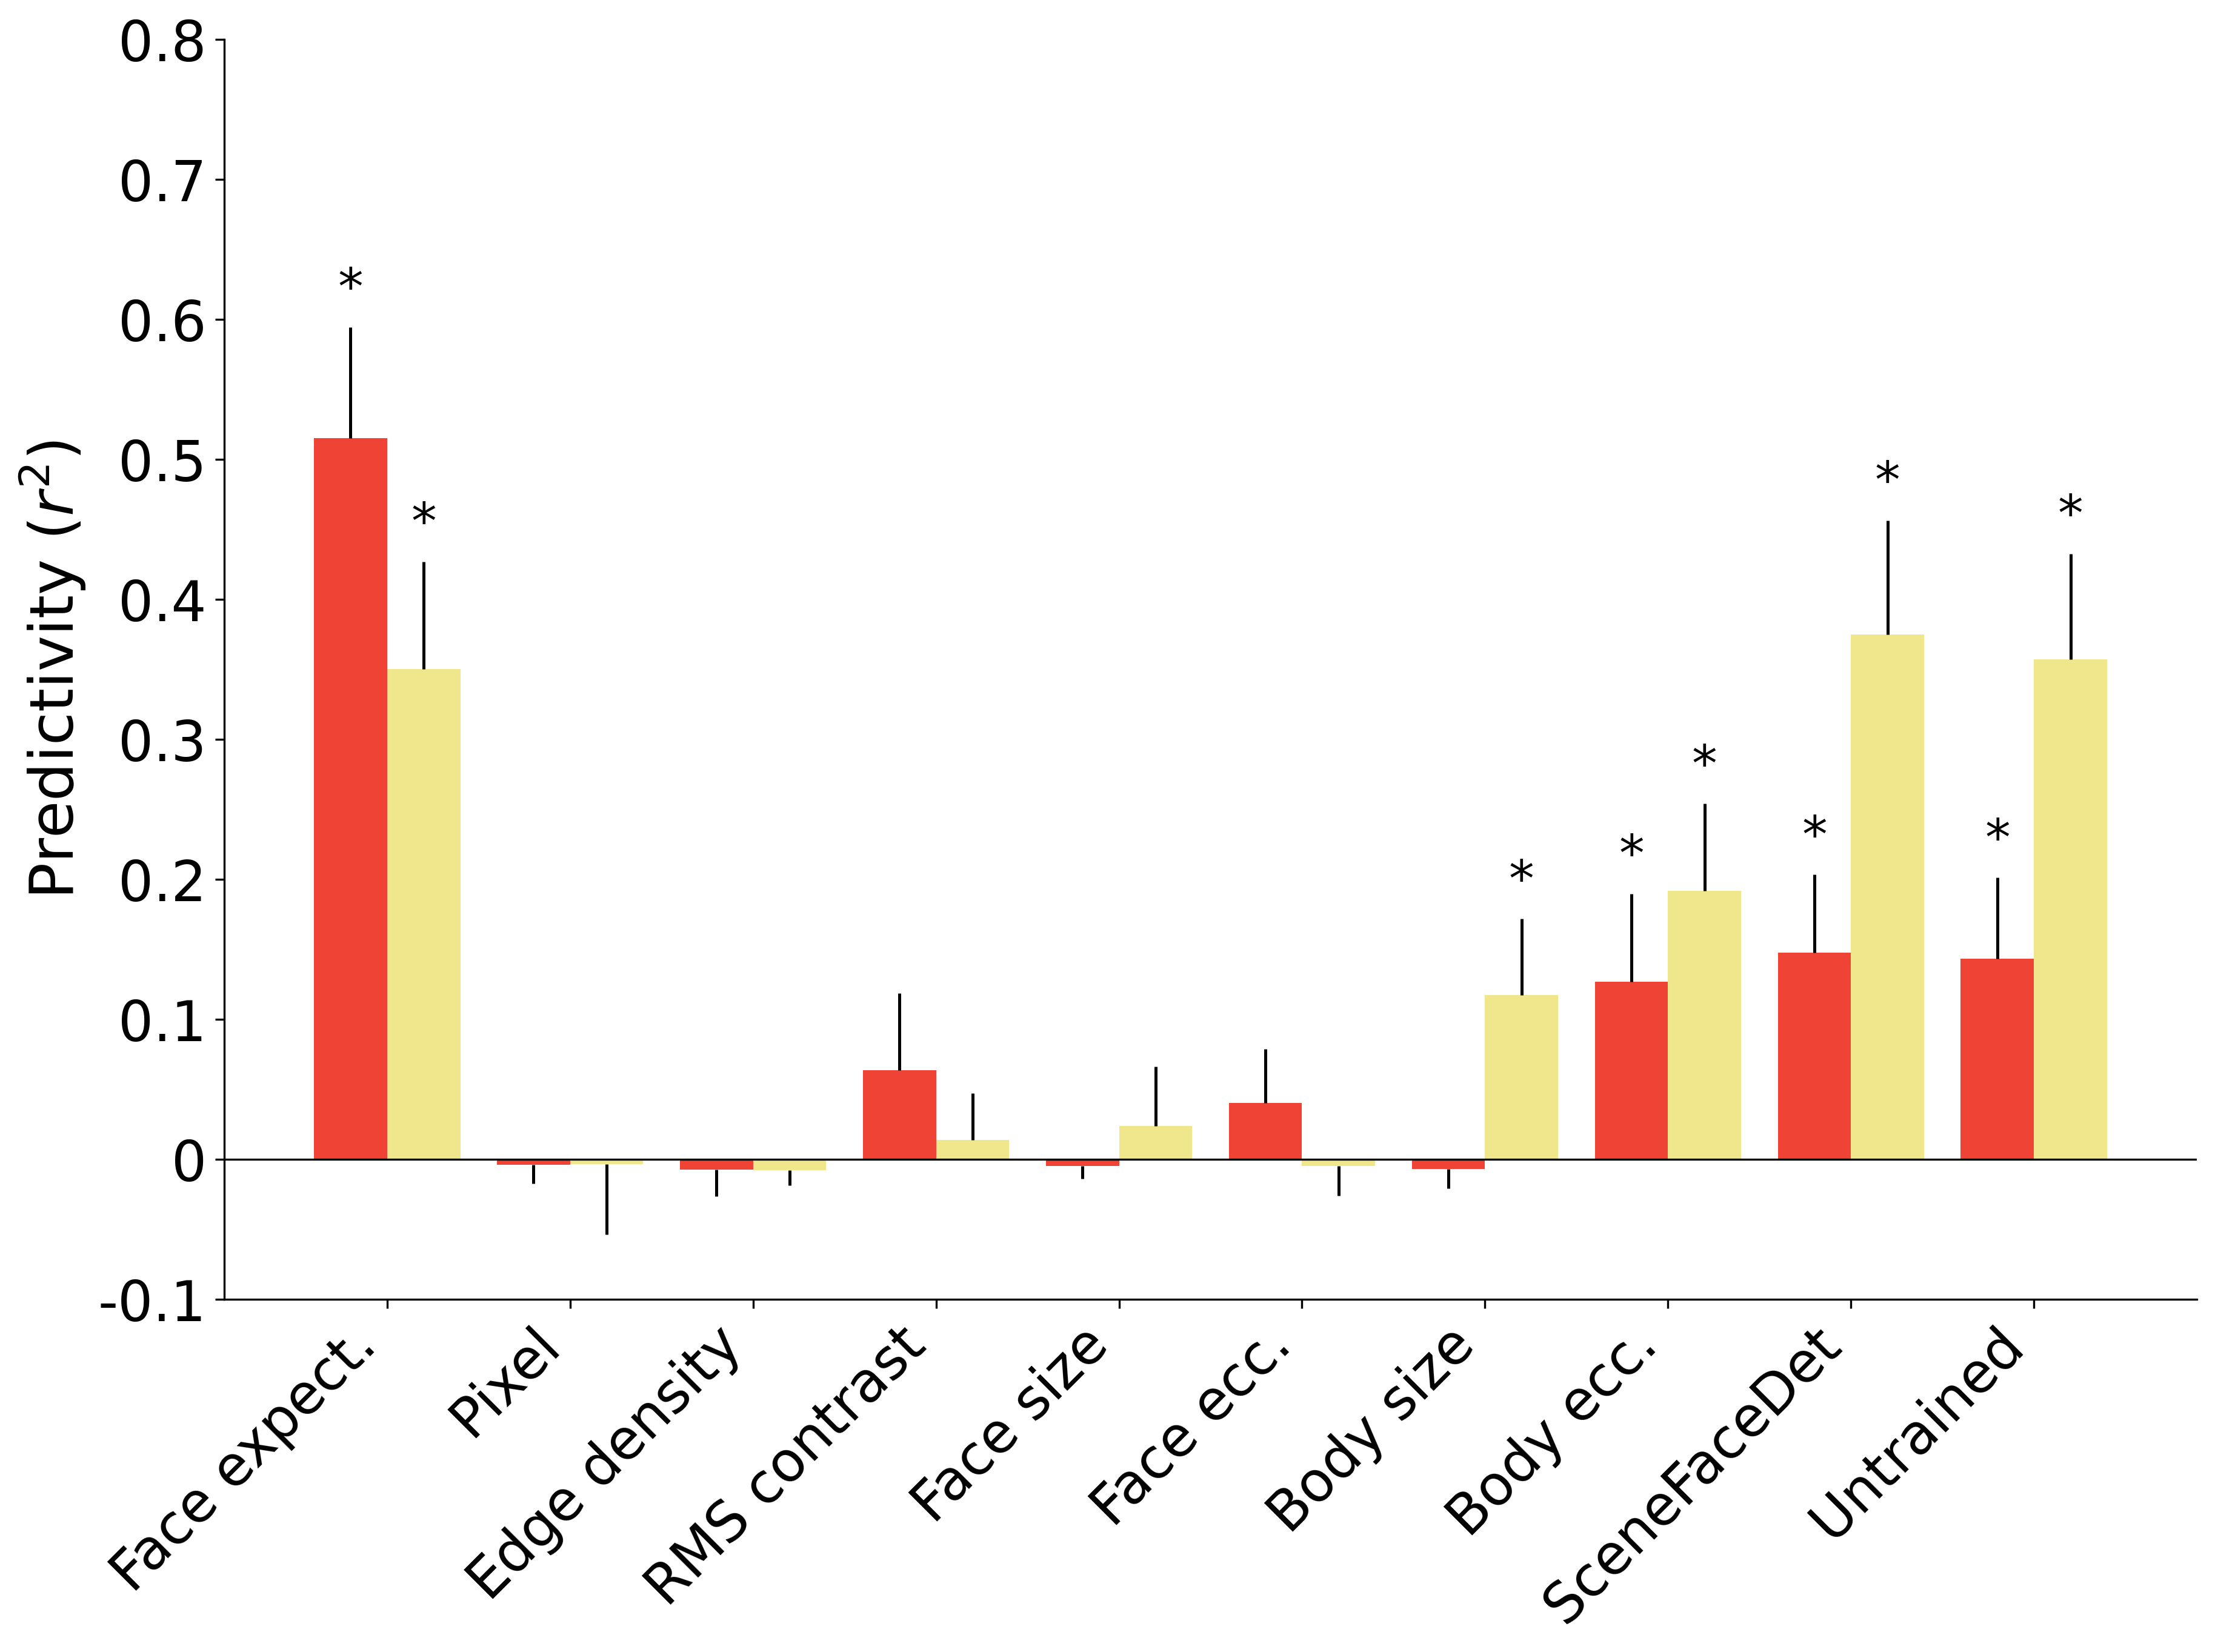 0.8
0.7
0.6
0.5
0.4
0.3
0.2
0.1
0
-0.1
Predictivity (r²)
*
*
*
*
*
*
*
*
*
Face expect.
Pixel
Edge density
RMS contrast
Face size
Face ecc.
Body size
Body ecc.
SceneFaceDet
Untrained